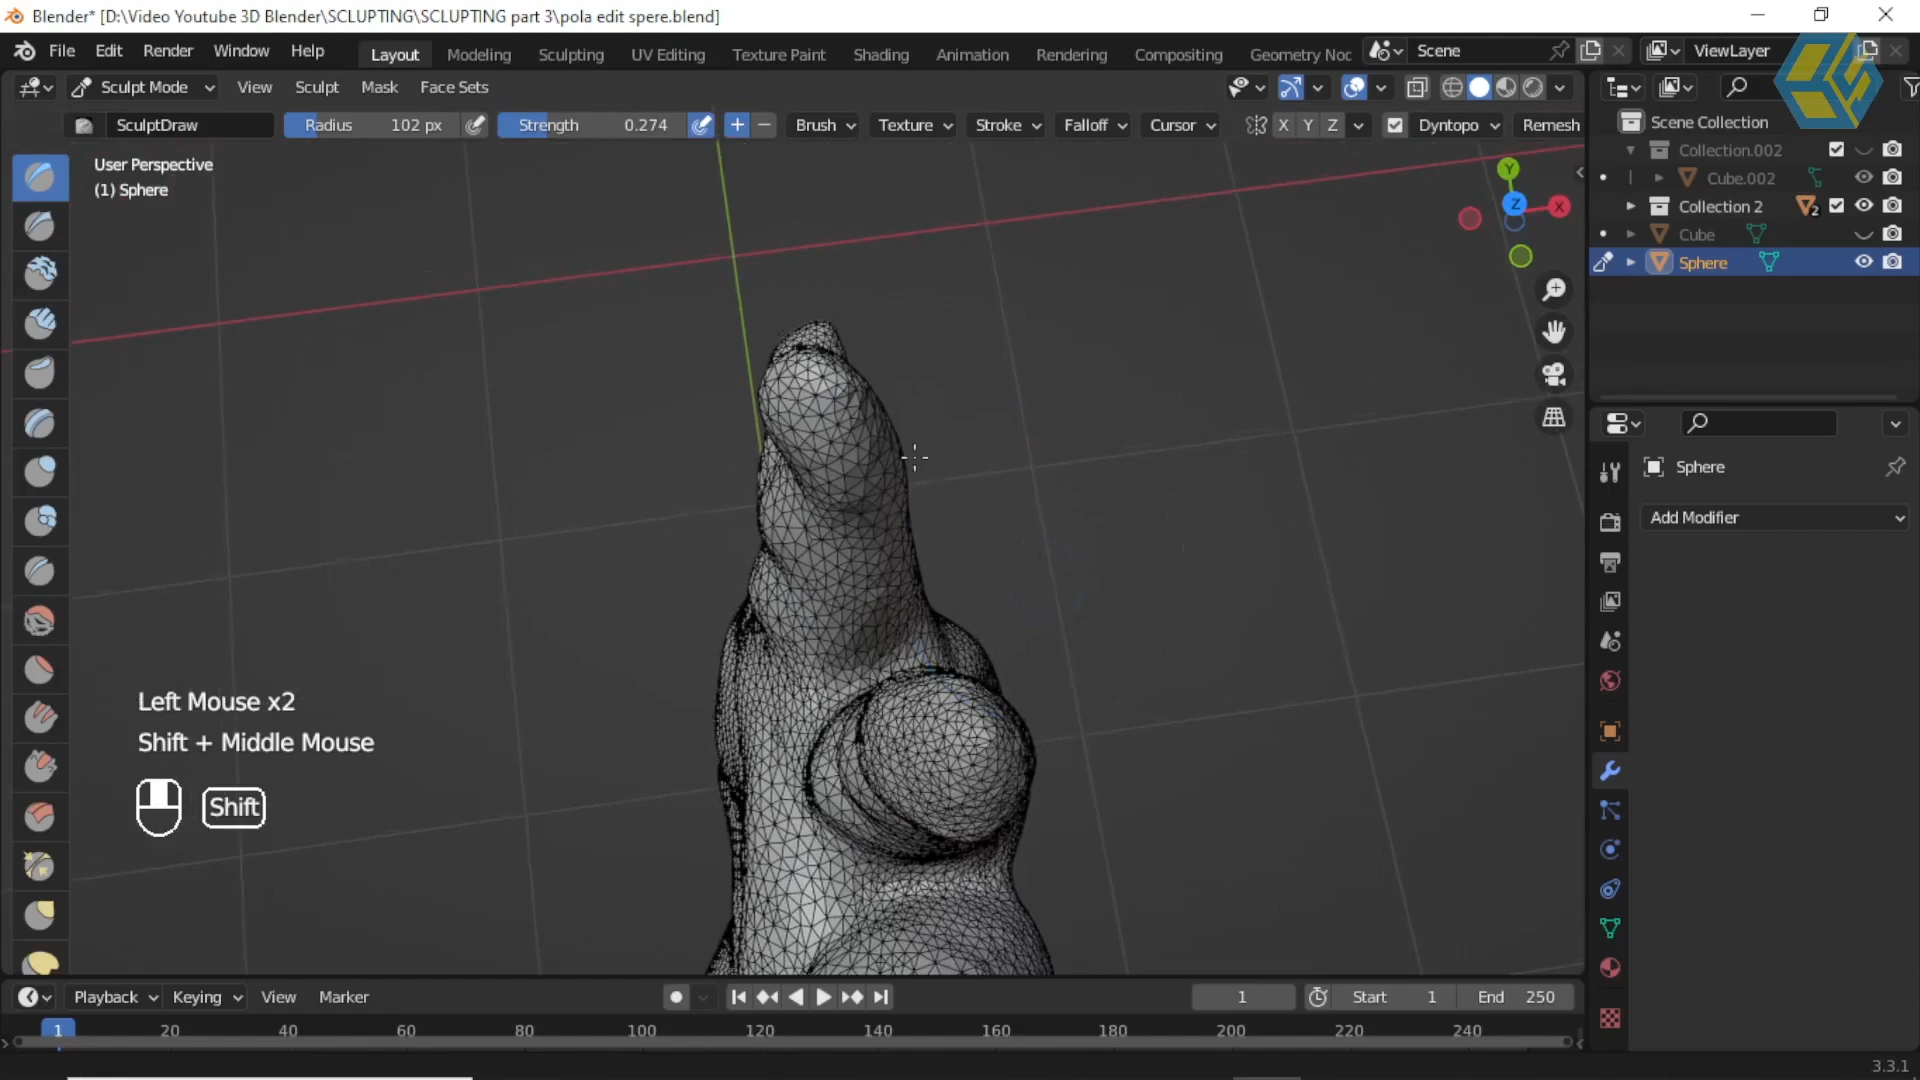 Blender* [D:\Video Youtube 3D Blender\SCLUPTING\SCLUPTING part 3\pola edit spere.blend]
File Edit Render Window Help Layout Modeling Sculpting UV Editing Texture Paint Shading Animation Rendering Compositing Geometry Noc Scene ViewLayer
Sculpt Mode View Sculpt Mask Face Sets
SculptDraw Radius 102 px Strength 0.274 Brush Texture Stroke Falloff Cursor X Y Z Dyntopo Remesh
Scene Collection
Collection.002
Cube.002
Collection 2 2
Cube
Sphere
User Perspective
(1) Sphere
Y
Z
X
Sphere
Add Modifier
Left Mouse x2
Shift + Middle Mouse
Shift
Playback Keying View Marker 1 Start 1 End 250
1 20 40 60 80 100 120 140 160 180 200 220 240
3.3.1